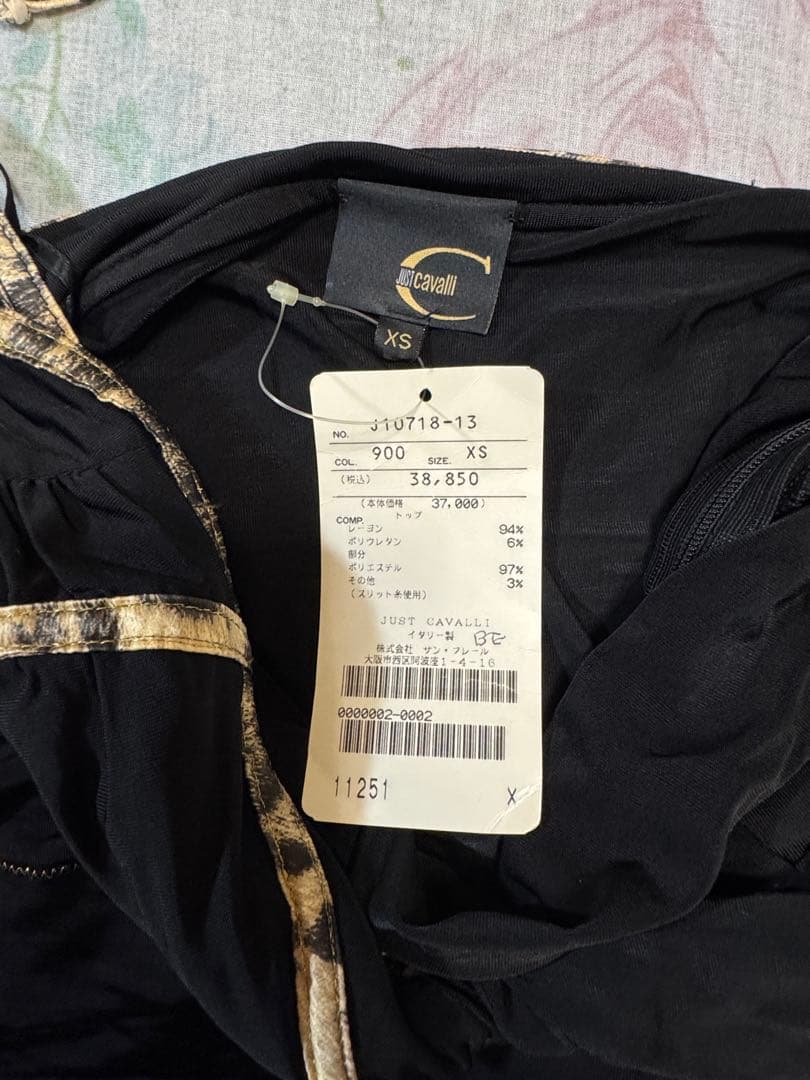 JUST cavalli
XS
NO. J10718-13
COL. 900 SIZE. XS
(税込) 38,850
(本体価格 37,000)
COMP. トップ
レーヨン 94%
ポリウレタン 6%
部分
ポリエステル 97%
その他 3%
(スリット糸使用)
JUST CAVALLI
イタリー製 BE
株式会社 サン・フレール
大阪市西区阿波座1-4-16
0000002-0002
11251 X